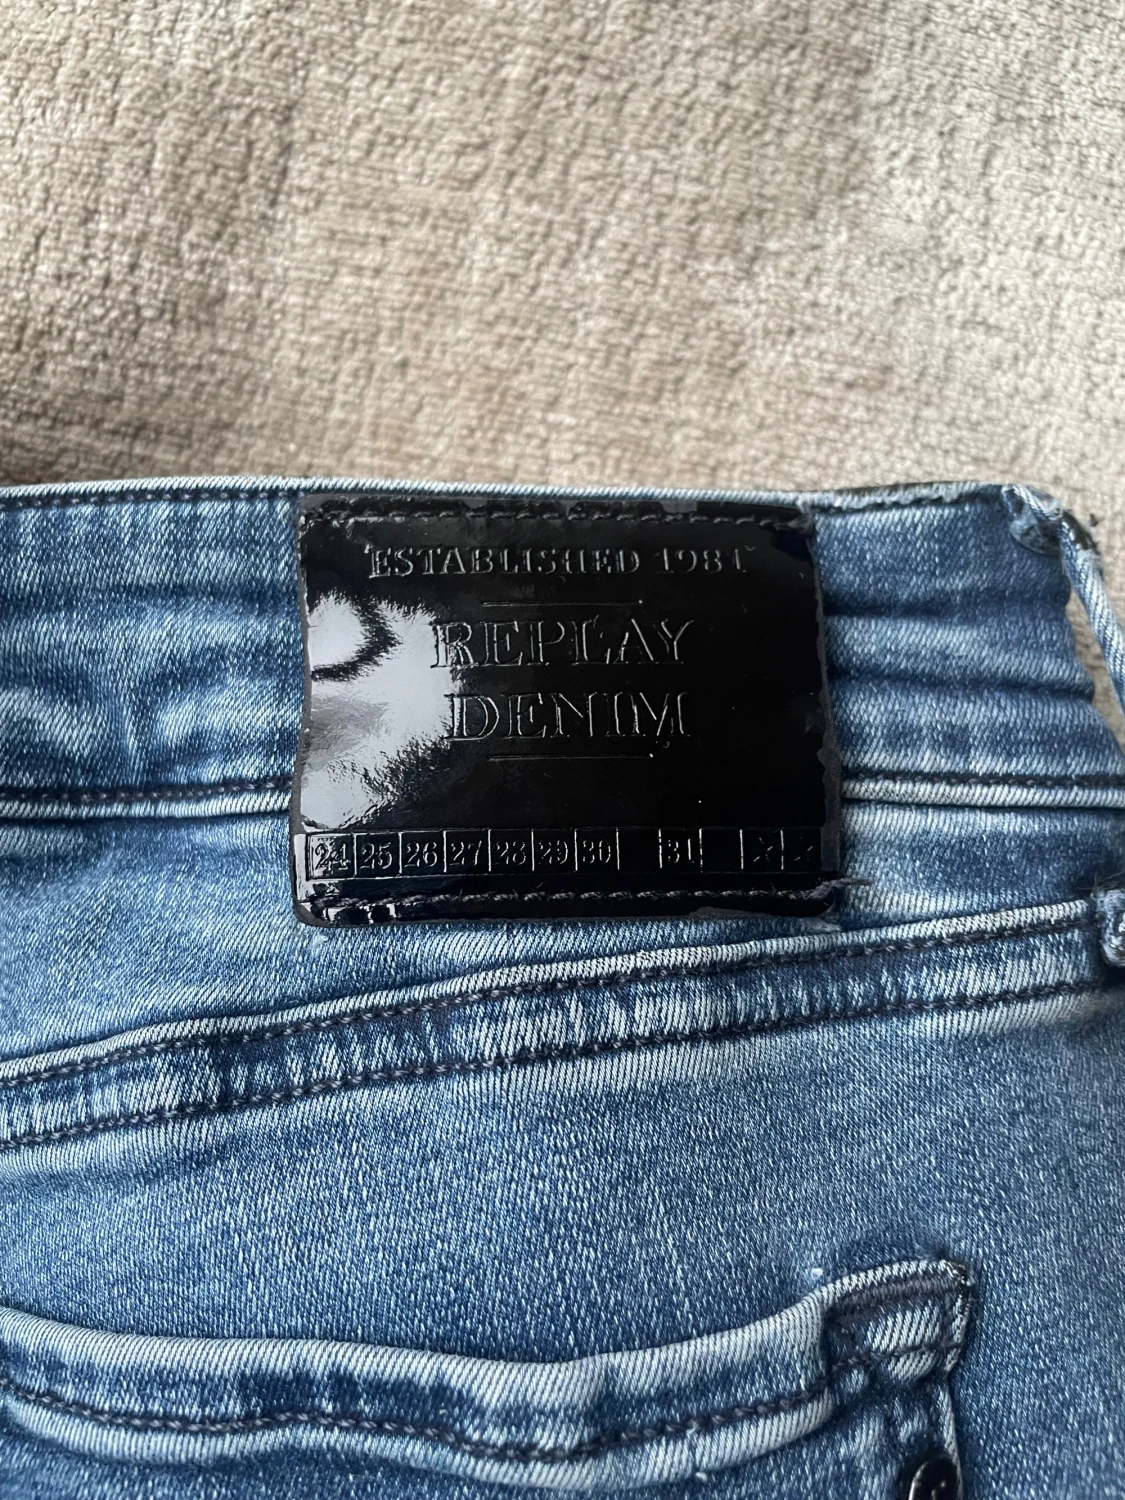 ESTABLISHED 1981
REPLAY
DENIM
24 25 26 27 28 29 30 31